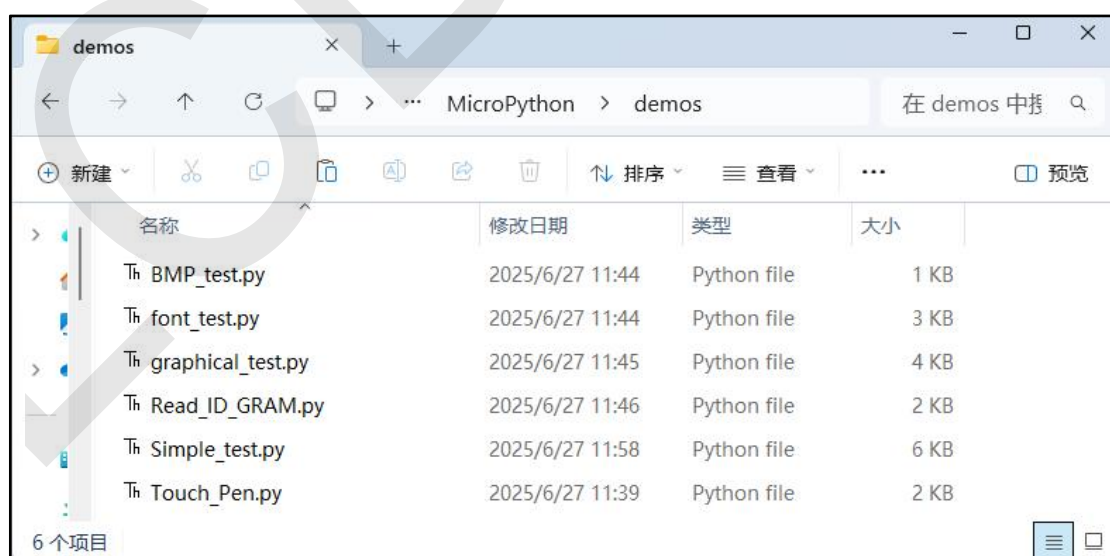 demos
MicroPython > demos
在 demos 中搜
新建 排序 查看 ... 预览
名称 修改日期 类型 大小
BMP_test.py 2025/6/27 11:44 Python file 1 KB
font_test.py 2025/6/27 11:44 Python file 3 KB
graphical_test.py 2025/6/27 11:45 Python file 4 KB
Read_ID_GRAM.py 2025/6/27 11:46 Python file 2 KB
Simple_test.py 2025/6/27 11:58 Python file 6 KB
Touch_Pen.py 2025/6/27 11:39 Python file 2 KB
6 个项目